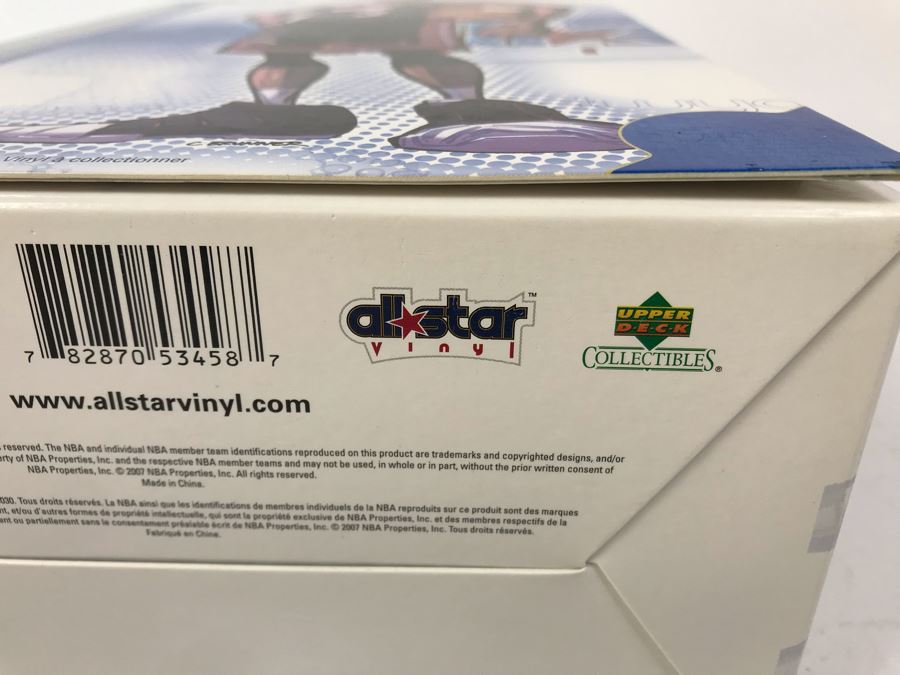 Vinyl à collectionner
7 82870 53458 7
allstar™
vinyl
UPPER
DECK
COLLECTIBLES®
www.allstarvinyl.com
reserved. The NBA and individual NBA member team identifications reproduced on this product are trademarks and copyrighted designs, and/or
rty of NBA Properties, Inc. and the respective NBA member teams and may not be used, in whole or in part, without the prior written consent of
NBA Properties, Inc. © 2007 NBA Properties, Inc. All rights reserved.
Made in China.
030. Tous droits réservés. La NBA ainsi que les identifications de membres individuels de la NBA reproduits sur ce produit sont des marques
nt, et/ou d'autres formes de propriété intellectuelle, qui sont la propriété exclusive de NBA Properties, Inc. et des membres respectifs de la
ant ou partiellement sans le consentement préalable écrit de NBA Properties, Inc. © 2007 NBA Properties, Inc. Tous droits réservés.
Fabriqué en Chine.